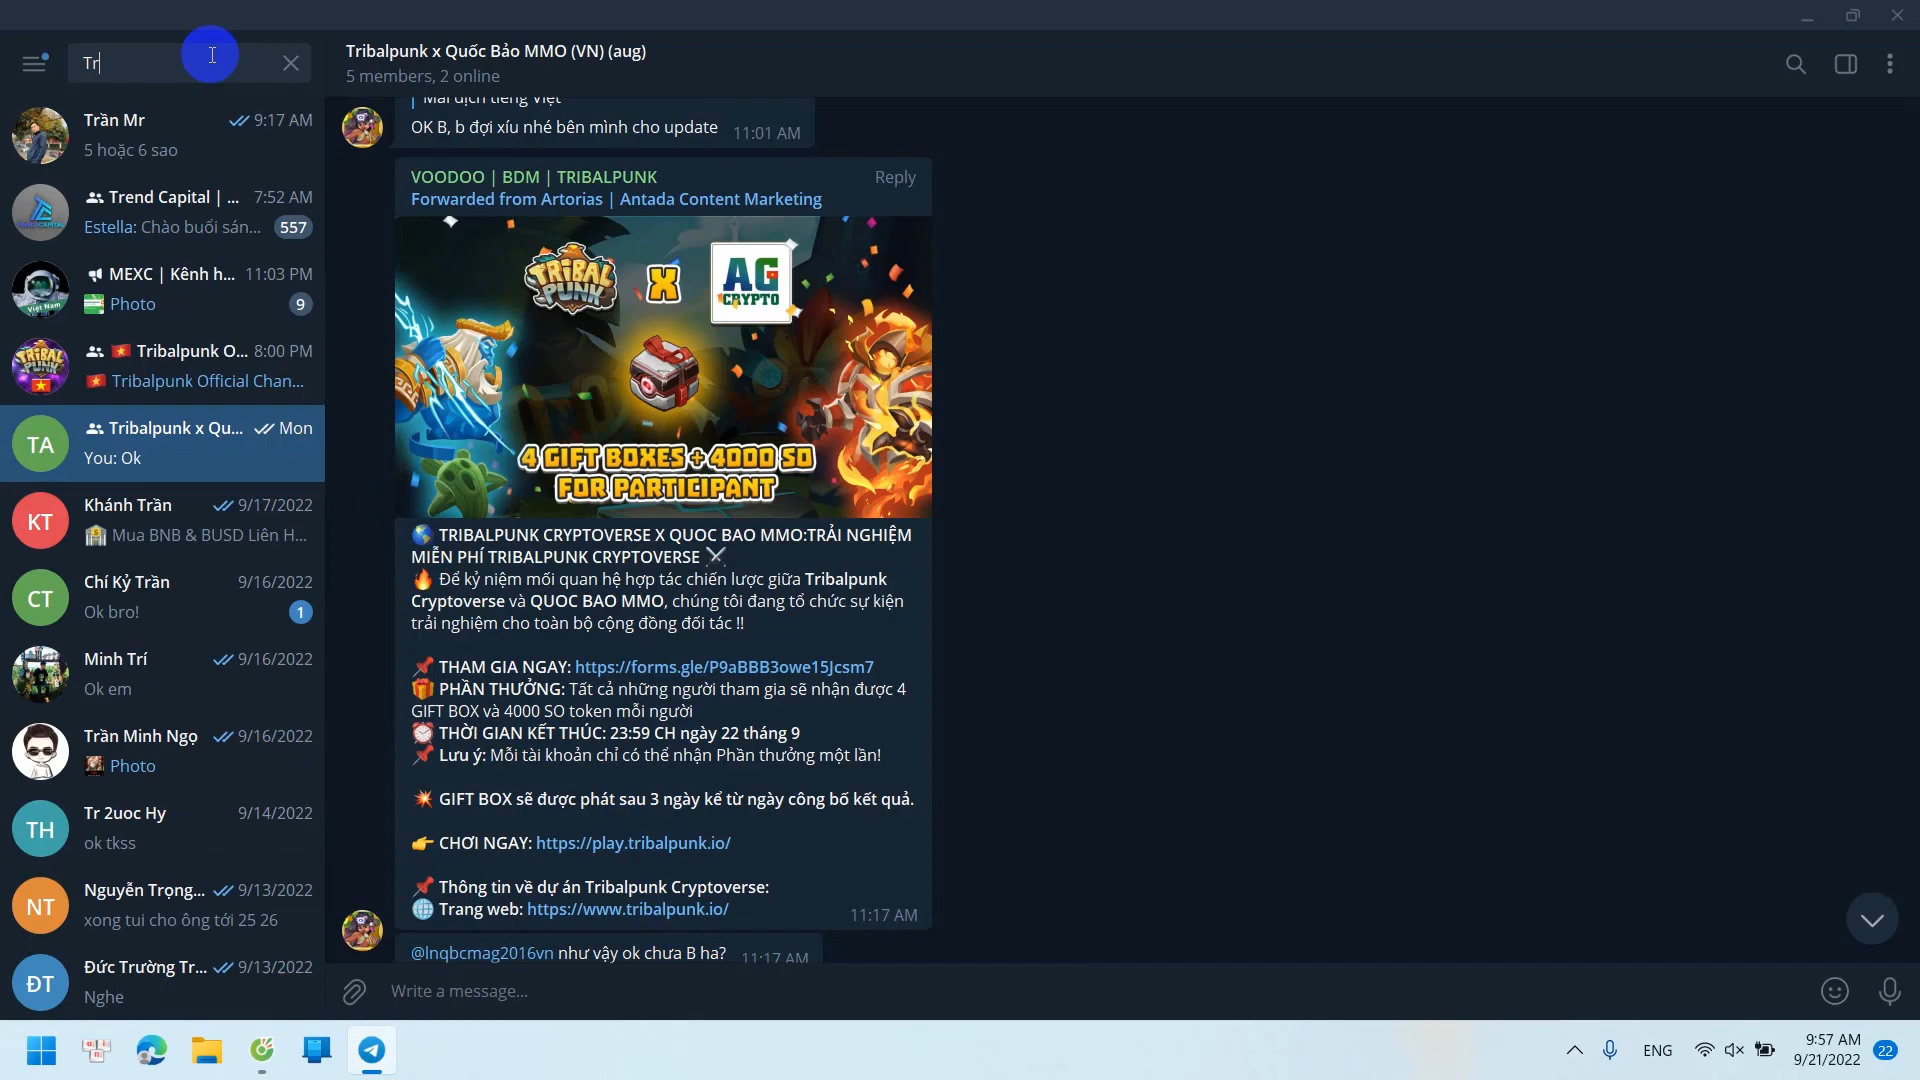 Tr
Trần Mr
9:17 AM
5 hoặc 6 sao
Trend Capital | ...
7:52 AM
Estella: Chào buổi sán...
557
MEXC | Kênh h...
11:03 PM
Photo
9
Việt Nam
Tribalpunk O...
8:00 PM
Tribalpunk Official Chan...
TA
Tribalpunk x Qu...
Mon
You: Ok
KT
Khánh Trần
9/17/2022
Mua BNB & BUSD Liên H...
CT
Chí Kỷ Trần
9/16/2022
Ok bro!
1
Minh Trí
9/16/2022
Ok em
Trần Minh Ngọ
9/16/2022
Photo
TH
Tr 2uoc Hy
9/14/2022
ok tkss
NT
Nguyễn Trọng...
9/13/2022
xong tui cho ông tới 25 26
ĐT
Đức Trường Tr...
9/13/2022
Nghe
Tribalpunk x Quốc Bảo MMO (VN) (aug)
5 members, 2 online
OK B, b đợi xíu nhé bên mình cho update
11:01 AM
VOODOO | BDM | TRIBALPUNK
Reply
Forwarded from Artorias | Antada Content Marketing
TRIBAL PUNK
X
AG CRYPTO
4 GIFT BOXES + 4000 SO
FOR PARTICIPANT
TRIBALPUNK CRYPTOVERSE X QUOC BAO MMO:TRẢI NGHIỆM
MIỄN PHÍ TRIBALPUNK CRYPTOVERSE
Để kỷ niệm mối quan hệ hợp tác chiến lược giữa Tribalpunk
Cryptoverse và QUOC BAO MMO, chúng tôi đang tổ chức sự kiện
trải nghiệm cho toàn bộ cộng đồng đối tác !!
THAM GIA NGAY: https://forms.gle/P9aBBB3owe15Jcsm7
PHẦN THƯỞNG: Tất cả những người tham gia sẽ nhận được 4
GIFT BOX và 4000 SO token mỗi người
THỜI GIAN KẾT THÚC: 23:59 CH ngày 22 tháng 9
Lưu ý: Mỗi tài khoản chỉ có thể nhận Phần thưởng một lần!
GIFT BOX sẽ được phát sau 3 ngày kể từ ngày công bố kết quả.
CHƠI NGAY: https://play.tribalpunk.io/
Thông tin về dự án Tribalpunk Cryptoverse:
Trang web: https://www.tribalpunk.io/
11:17 AM
@lnqbcmag2016vn như vậy ok chưa B ha?
11:17 AM
Write a message...
ENG
9:57 AM
9/21/2022
22